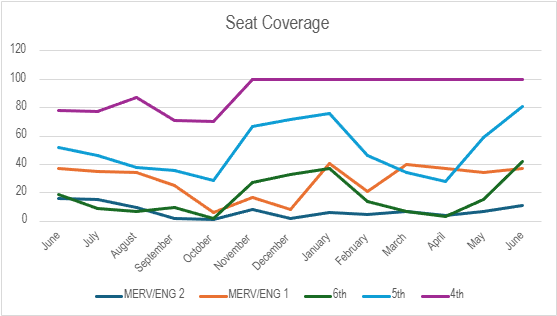 Seat Coverage
120
100
80
60
40
20
0
June July August September October November December January February March April May June
MERV/ENG 2 MERV/ENG 1 6th 5th 4th